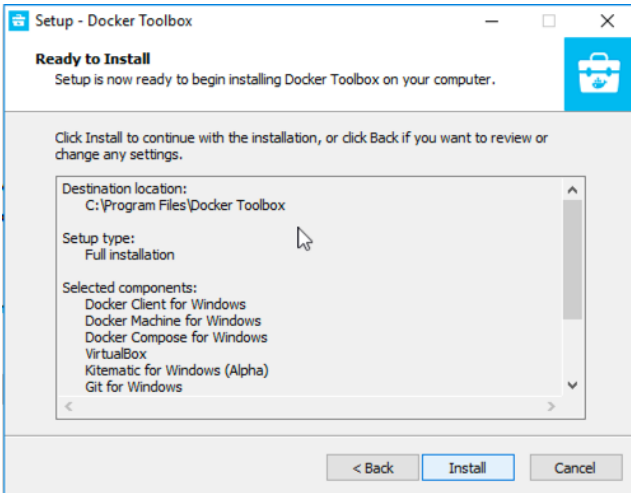 Setup - Docker Toolbox
Ready to Install
Setup is now ready to begin installing Docker Toolbox on your computer.
Click Install to continue with the installation, or click Back if you want to review or
change any settings.
Destination location:
C:\Program Files\Docker Toolbox
Setup type:
Full installation
Selected components:
Docker Client for Windows
Docker Machine for Windows
Docker Compose for Windows
VirtualBox
Kitematic for Windows (Alpha)
Git for Windows
< Back
Install
Cancel